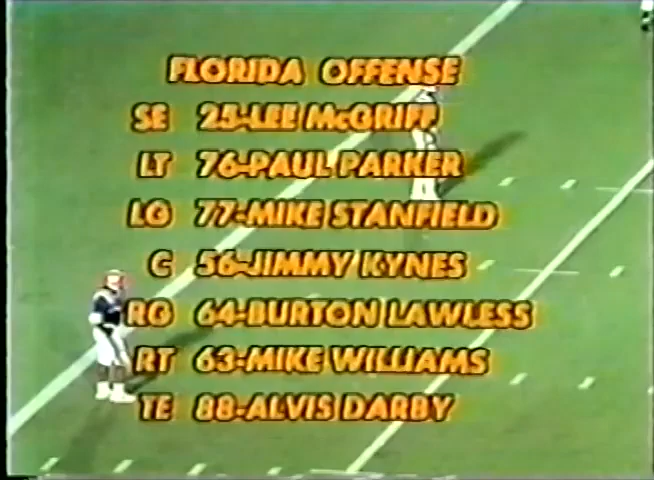 FLORIDA OFFENSE
SE 25-LEE McGRIFF
LT 76-PAUL PARKER
LG 77-MIKE STANFIELD
C 56-JIMMY KYNES
RG 64-BURTON LAWLESS
RT 63-MIKE WILLIAMS
TE 88-ALVIS DARBY